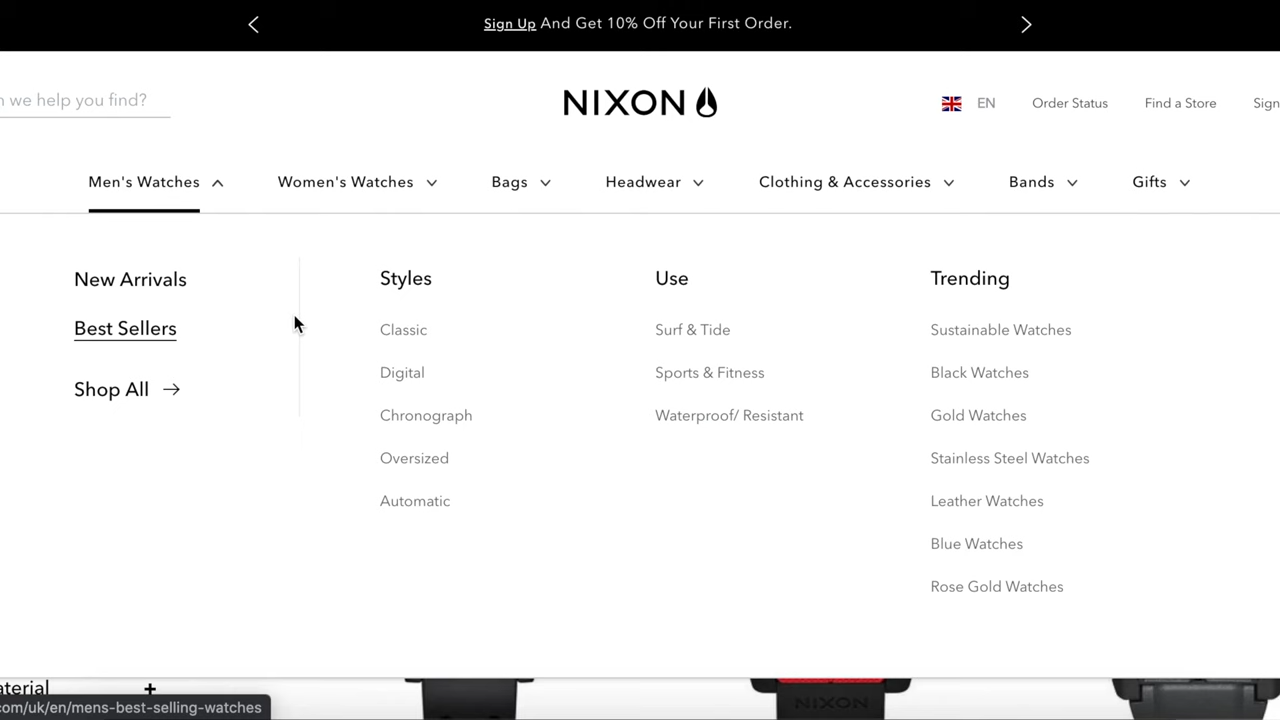 Sign Up And Get 10% Off Your First Order.
n we help you find?
NIXON
EN
Order Status
Find a Store
Sign
Men's Watches
Women's Watches
Bags
Headwear
Clothing & Accessories
Bands
Gifts
New Arrivals
Best Sellers
Shop All →
Styles
Classic
Digital
Chronograph
Oversized
Automatic
Use
Surf & Tide
Sports & Fitness
Waterproof/ Resistant
Trending
Sustainable Watches
Black Watches
Gold Watches
Stainless Steel Watches
Leather Watches
Blue Watches
Rose Gold Watches
aterial +
com/uk/en/mens-best-selling-watches
NIXON